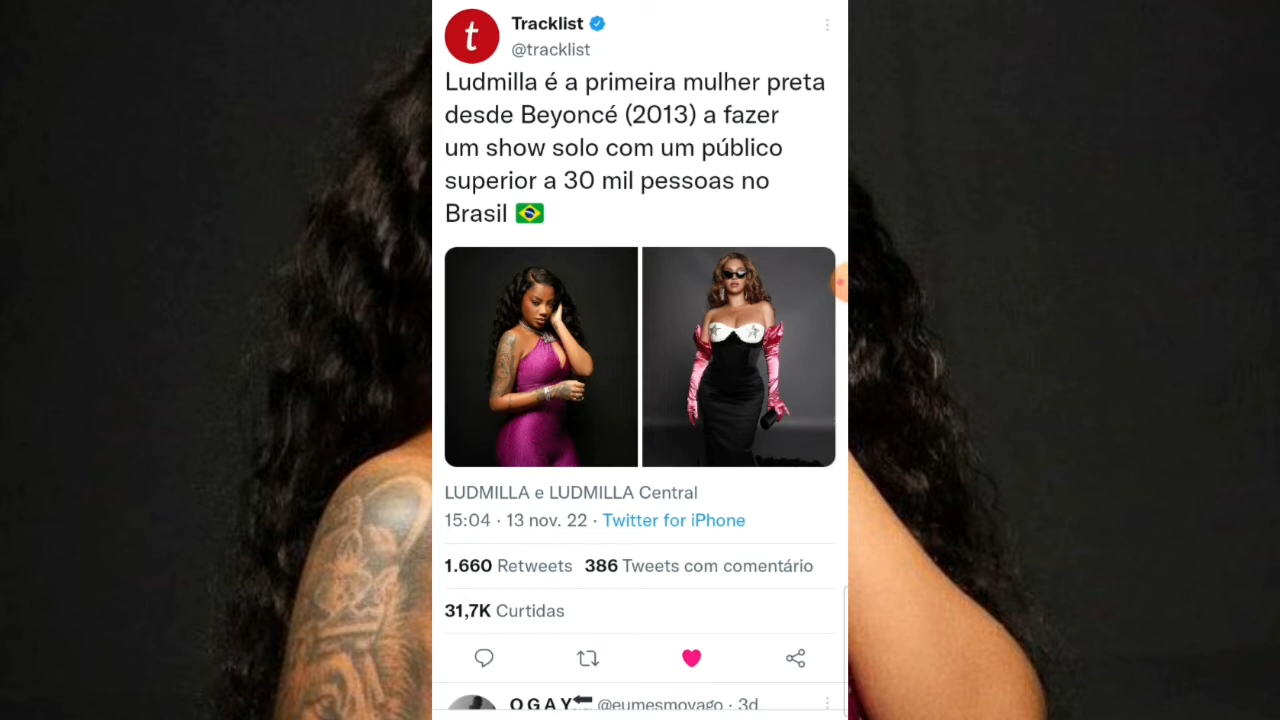 t
Tracklist
@tracklist
Ludmilla é a primeira mulher preta
desde Beyoncé (2013) a fazer
um show solo com um público
superior a 30 mil pessoas no
Brasil 🇧🇷
LUDMILLA e LUDMILLA Central
15:04 · 13 nov. 22 · Twitter for iPhone
1.660 Retweets 386 Tweets com comentário
31,7K Curtidas
O G A Y @eumesmovago · 3d